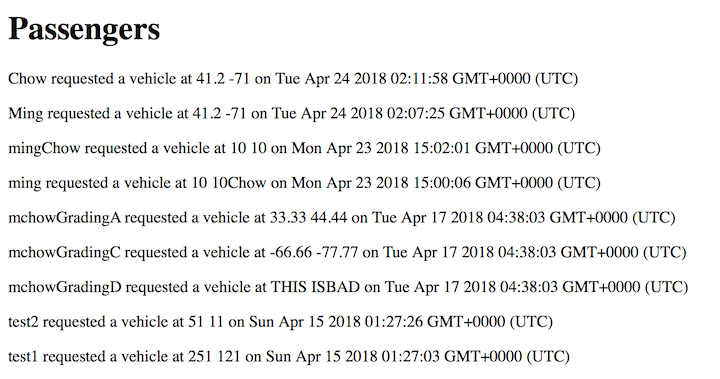 Passengers
Chow requested a vehicle at 41.2 -71 on Tue Apr 24 2018 02:11:58 GMT+0000 (UTC)
Ming requested a vehicle at 41.2 -71 on Tue Apr 24 2018 02:07:25 GMT+0000 (UTC)
mingChow requested a vehicle at 10 10 on Mon Apr 23 2018 15:02:01 GMT+0000 (UTC)
ming requested a vehicle at 10 10Chow on Mon Apr 23 2018 15:00:06 GMT+0000 (UTC)
mchowGradingA requested a vehicle at 33.33 44.44 on Tue Apr 17 2018 04:38:03 GMT+0000 (UTC)
mchowGradingC requested a vehicle at -66.66 -77.77 on Tue Apr 17 2018 04:38:03 GMT+0000 (UTC)
mchowGradingD requested a vehicle at THIS ISBAD on Tue Apr 17 2018 04:38:03 GMT+0000 (UTC)
test2 requested a vehicle at 51 11 on Sun Apr 15 2018 01:27:26 GMT+0000 (UTC)
test1 requested a vehicle at 251 121 on Sun Apr 15 2018 01:27:03 GMT+0000 (UTC)